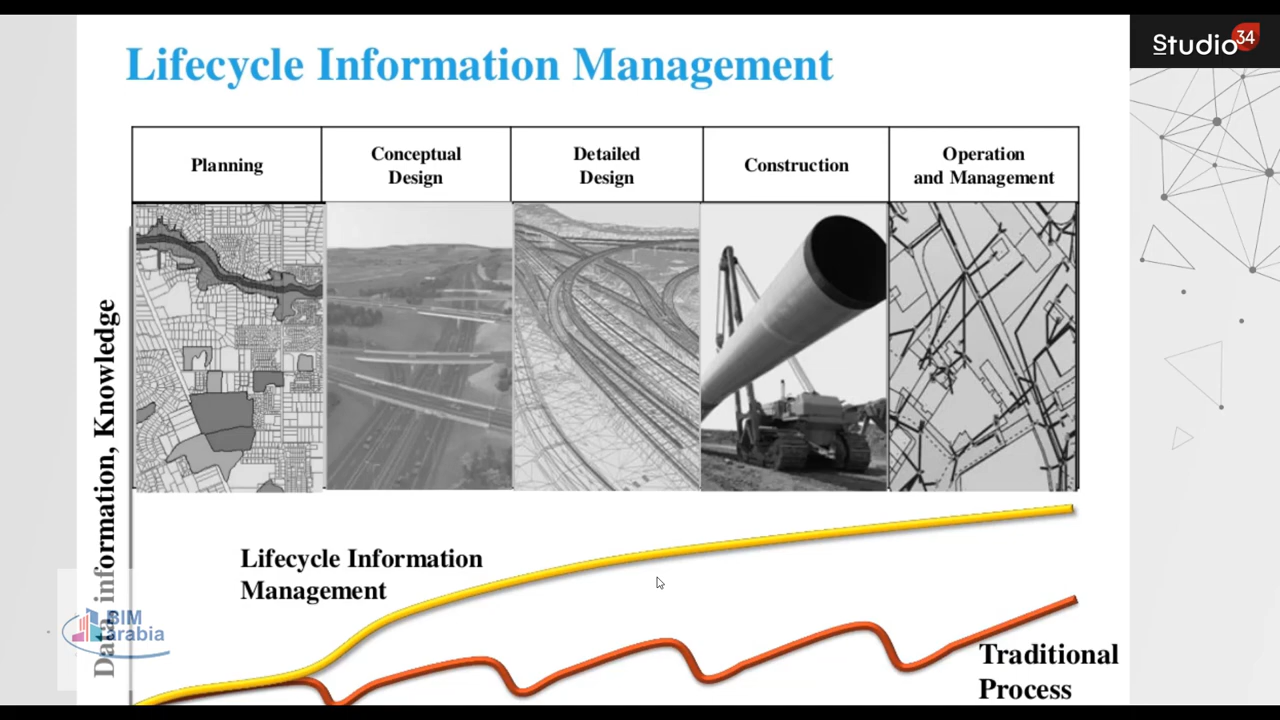 Lifecycle Information Management
Studio34
Planning
Conceptual
Design
Detailed
Design
Construction
Operation
and Management
Data, information, Knowledge
Lifecycle Information
Management
BIM
arabia
Traditional
Process